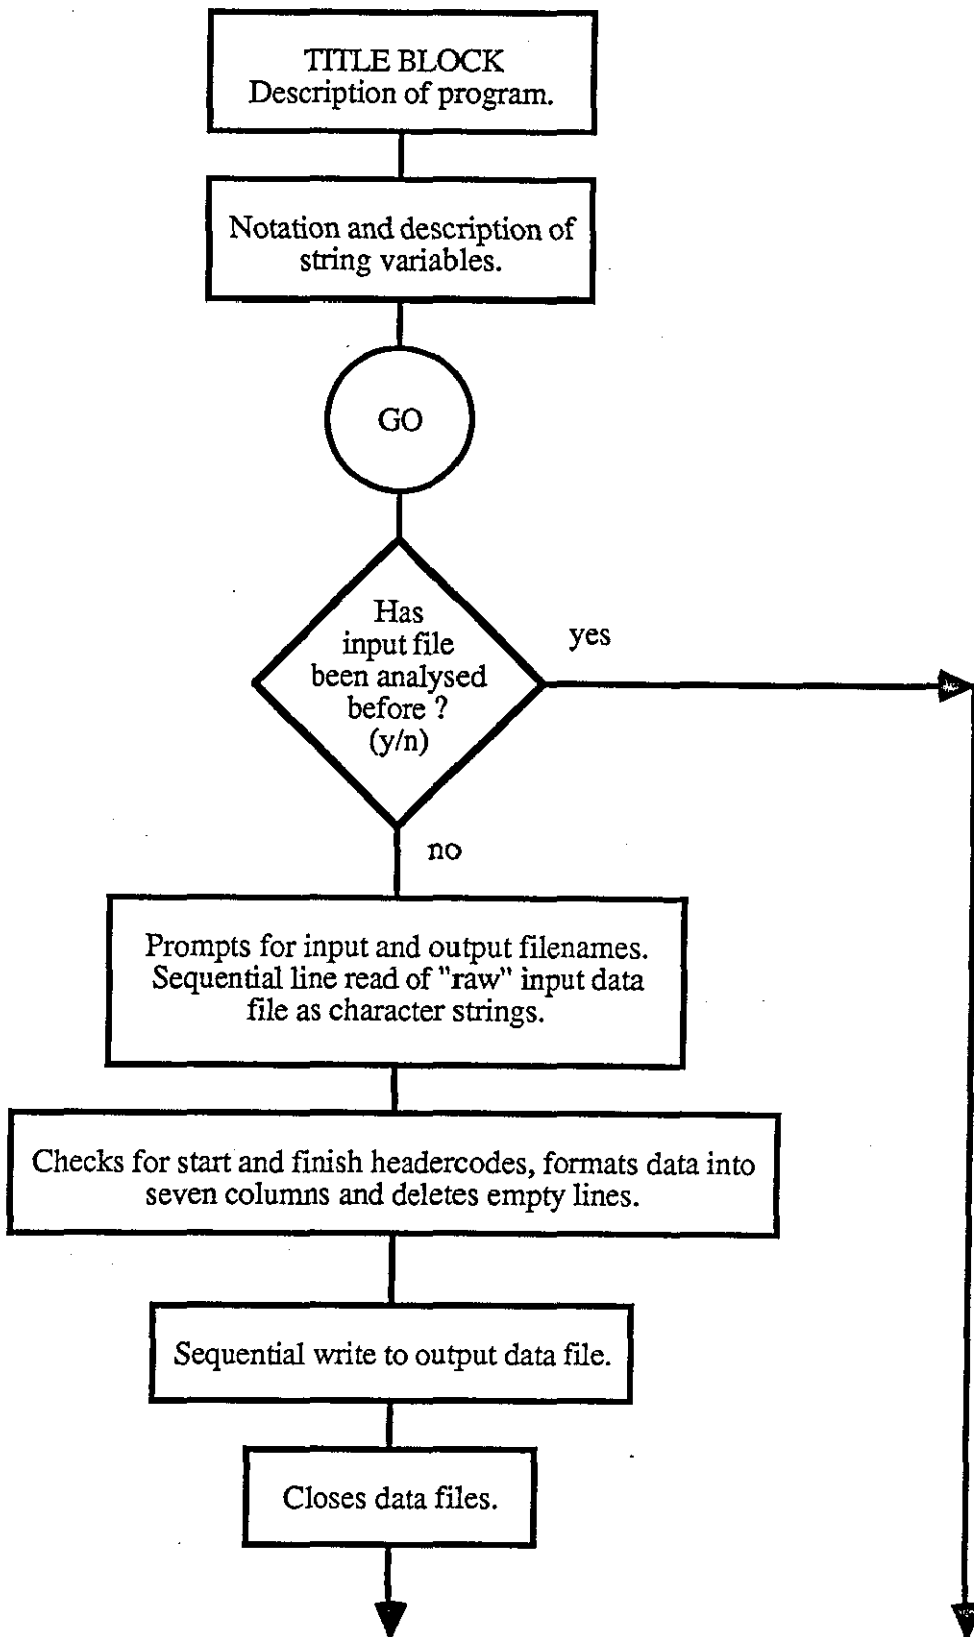 TITLE BLOCK
Description of program.
Notation and description of
string variables.
GO
Has
input file
been analysed
before ?
(y/n)
yes
no
Prompts for input and output filenames.
Sequential line read of "raw" input data
file as character strings.
Checks for start and finish headercodes, formats data into
seven columns and deletes empty lines.
Sequential write to output data file.
Closes data files.